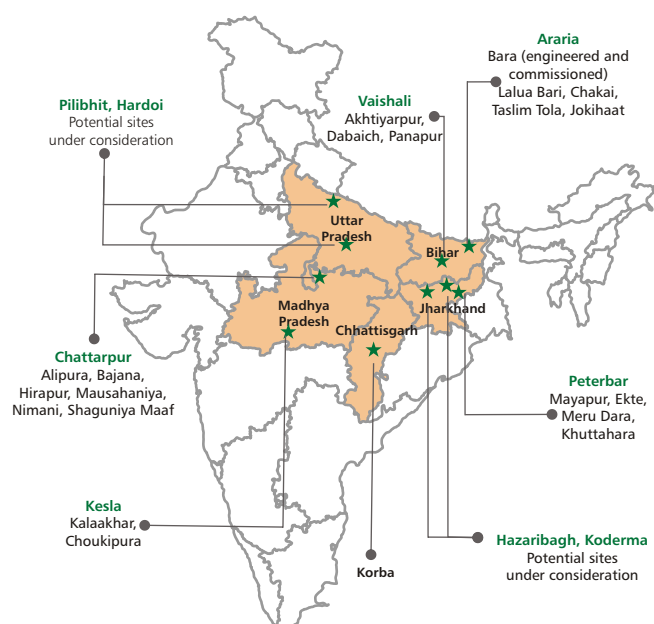 Araria
Bara (engineered and
commissioned)
Lalua Bari, Chakai,
Taslim Tola, Jokihaat
Vaishali
Akhtiyarpur,
Dabaich, Panapur
Pilibhit, Hardoi
Potential sites
under consideration
Uttar
Pradesh
Bihar
Madhya
Pradesh
Jharkhand
Chhattisgarh
Chattarpur
Alipura, Bajana,
Hirapur, Mausahaniya,
Nimani, Shaguniya Maaf
Peterbar
Mayapur, Ekte,
Meru Dara,
Khuttahara
Kesla
Kalaakhar,
Choukipura
Korba
Hazaribagh, Koderma
Potential sites
under consideration